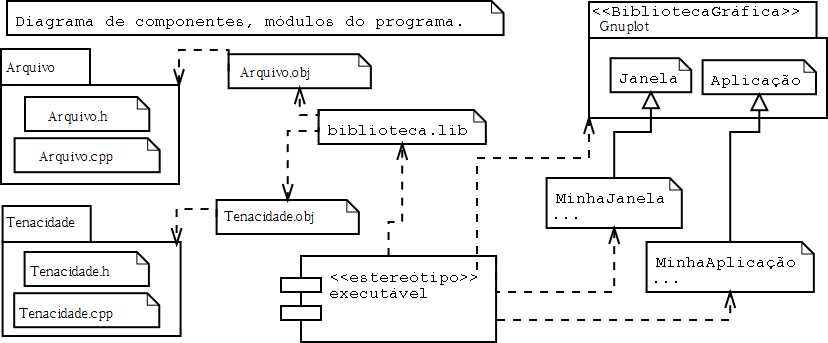 Diagrama de componentes, módulos do programa.
<<BibliotecaGráfica>>
Gnuplot
Janela
Aplicação
Arquivo
Arquivo.obj
Arquivo.h
Arquivo.cpp
biblioteca.lib
MinhaJanela
...
Tenacidade
Tenacidade.obj
Tenacidade.h
Tenacidade.cpp
<<estereótipo>>
executável
MinhaAplicação
...